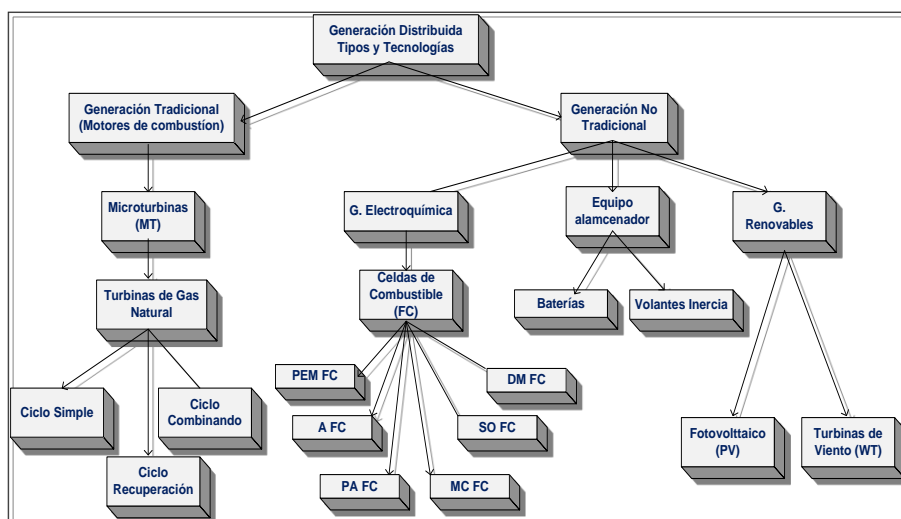 Generación Distribuida
Tipos y Tecnologías
Generación Tradicional
(Motores de combustíon)
Generación No
Tradicional
Microturbinas
(MT)
G. Electroquímica
Equipo
alamcenador
G.
Renovables
Turbinas de Gas
Natural
Celdas de
Combustible
(FC)
Baterías
Volantes Inercia
PEM FC
DM FC
Ciclo Simple
Ciclo
Combinando
A FC
SO FC
Fotovolttaico
(PV)
Turbinas de
Viento (WT)
Ciclo
Recuperación
PA FC
MC FC